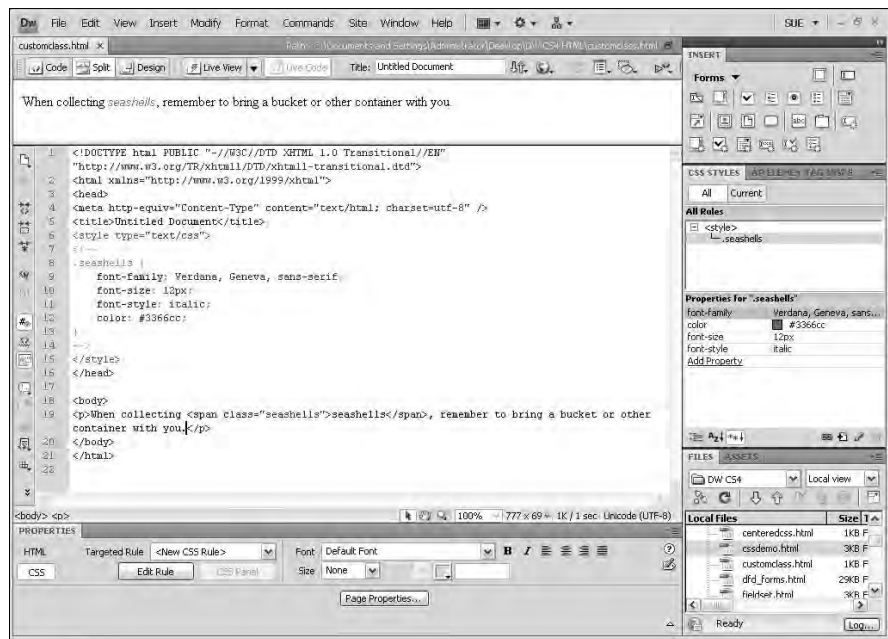 Dw File Edit View Insert Modify Format Commands Site Window Help SUE
customclass.html ×
Code Split Design Live View Live Code Title: Untitled Document
When collecting seashells, remember to bring a bucket or other container with you.
1 <!DOCTYPE html PUBLIC "-//W3C//DTD XHTML 1.0 Transitional//EN"
"http://www.w3.org/TR/xhtml1/DTD/xhtml1-transitional.dtd">
2 <html xmlns="http://www.w3.org/1999/xhtml">
3 <head>
4 <meta http-equiv="Content-Type" content="text/html; charset=utf-8" />
5 <title>Untitled Document</title>
6 <style type="text/css">
7 <!--
8 .seashells {
9 font-family: Verdana, Geneva, sans-serif;
10 font-size: 12px;
11 font-style: italic;
12 color: #3366cc;
13 }
14 -->
15 </style>
16 </head>
17
18 <body>
19 <p>When collecting <span class="seashells">seashells</span>, remember to bring a bucket or other
container with you.</p>
20 </body>
21 </html>
22
<body> <p> 100% 777 x 69 1K / 1 sec Unicode (UTF-8)
PROPERTIES
HTML Targeted Rule <New CSS Rule> Font Default Font B I
CSS Edit Rule CSS Panel Size None
Page Properties...
INSERT
Forms
abc
CSS STYLES AP ELEMEN TAG INSPE
All Current
All Rules
<style>
.seashells
Properties for ".seashells"
font-family Verdana, Geneva, sans...
color #3366cc
font-size 12px
font-style italic
Add Property
FILES ASSETS
DW CS4 Local view
Local Files Size T
centeredcss.html 1KB F
cssdemo.html 3KB F
customclass.html 1KB F
dfd_forms.html 29KB F
fieldset.html 3KB F
Ready Log...